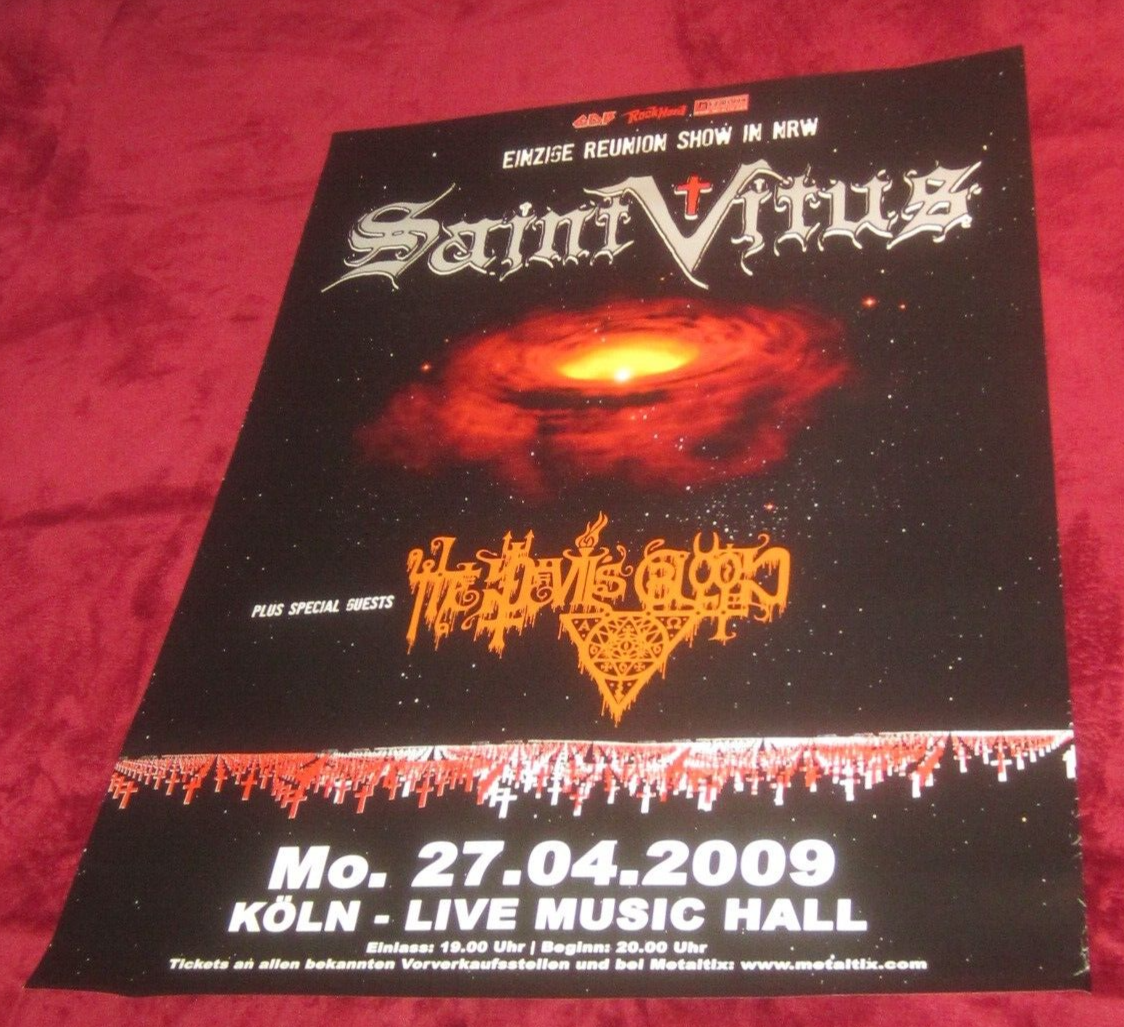 RockHard
EINZIGE REUNION SHOW IN NRW
Saint Vitus
PLUS SPECIAL GUESTS
THE DEVIL'S BLOOD
Mo. 27.04.2009
KÖLN - LIVE MUSIC HALL
Einlass: 19.00 Uhr | Beginn: 20.00 Uhr
Tickets an allen bekannten Vorverkaufsstellen und bei Metaltix: www.metaltix.com